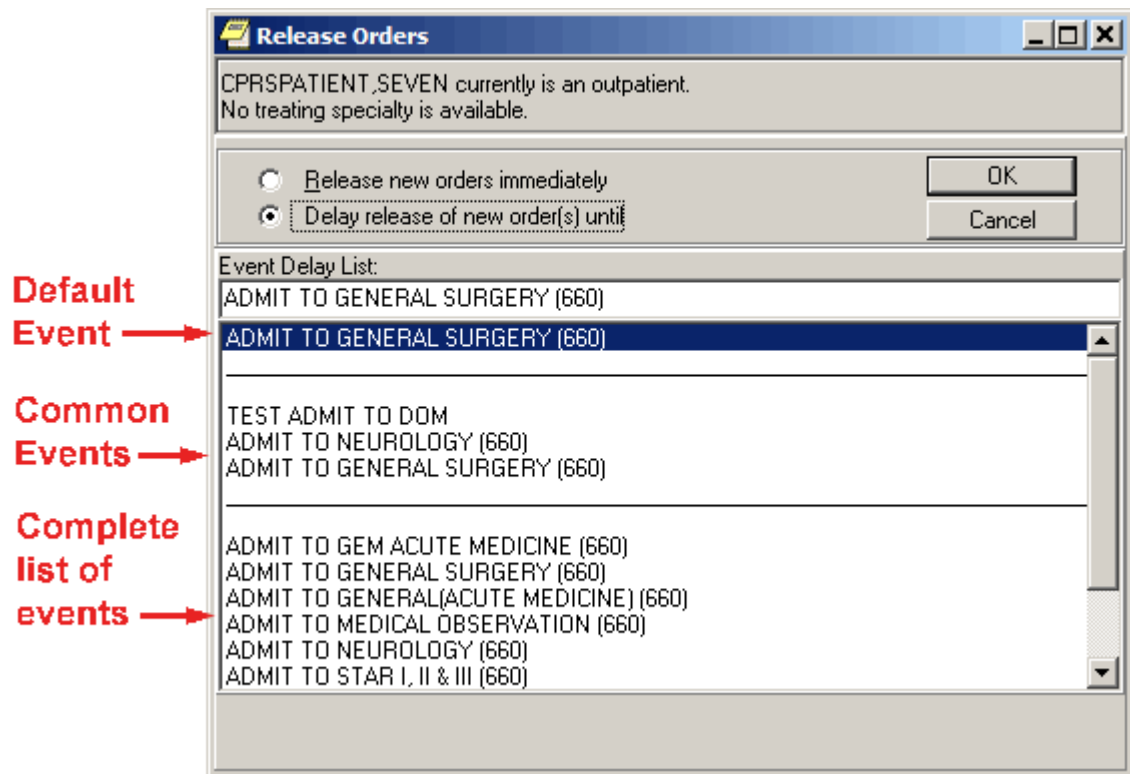 Release Orders
CPRSPATIENT,SEVEN currently is an outpatient.
No treating specialty is available.
Release new orders immediately
OK
Delay release of new order(s) until
Cancel
Event Delay List:
Default
Event
ADMIT TO GENERAL SURGERY (660)
ADMIT TO GENERAL SURGERY (660)
Common
Events
TEST ADMIT TO DOM
ADMIT TO NEUROLOGY (660)
ADMIT TO GENERAL SURGERY (660)
Complete
list of
events
ADMIT TO GEM ACUTE MEDICINE (660)
ADMIT TO GENERAL SURGERY (660)
ADMIT TO GENERAL(ACUTE MEDICINE) (660)
ADMIT TO MEDICAL OBSERVATION (660)
ADMIT TO NEUROLOGY (660)
ADMIT TO STAR I, II & III (660)